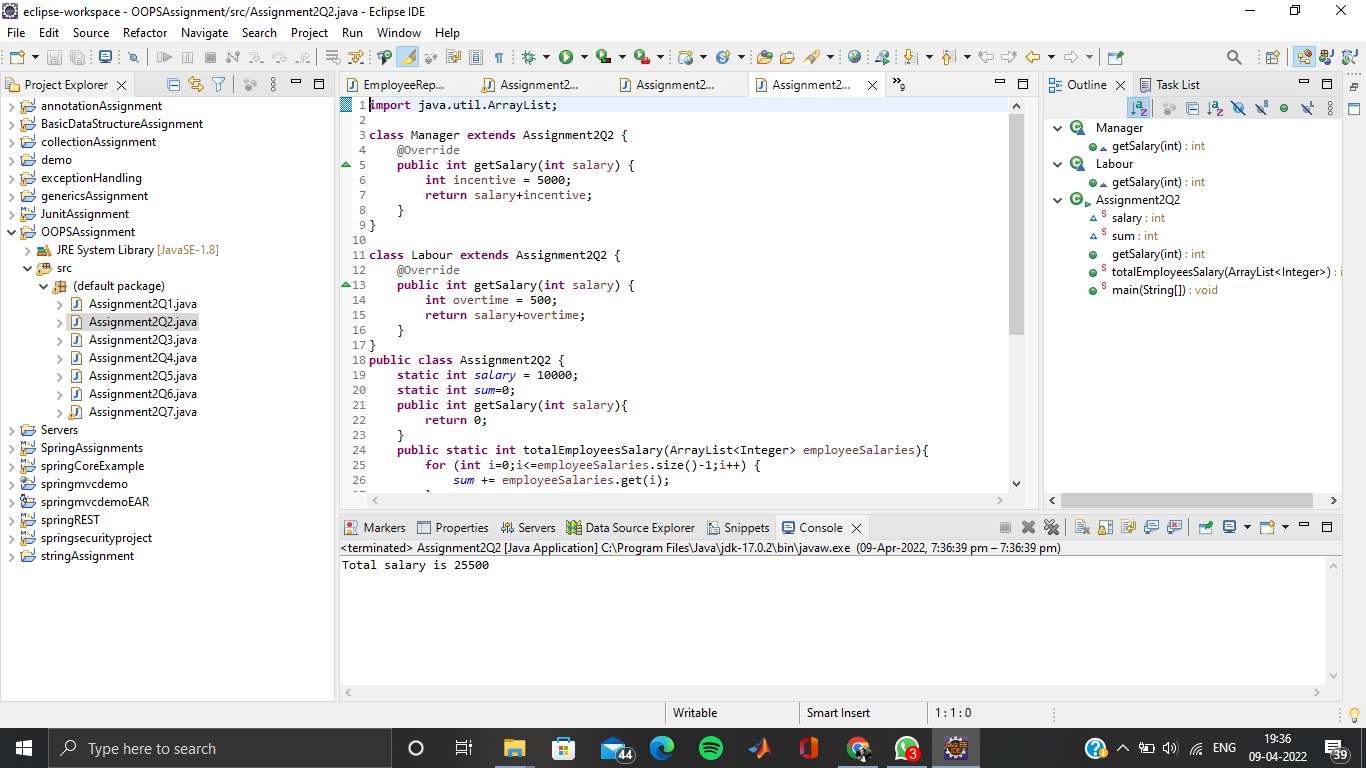 eclipse-workspace - OOPSAssignment/src/Assignment2Q2.java - Eclipse IDE
File Edit Source Refactor Navigate Search Project Run Window Help
Project Explorer
annotationAssignment
BasicDataStructureAssignment
collectionAssignment
demo
exceptionHandling
genericsAssignment
JunitAssignment
OOPSAssignment
JRE System Library [JavaSE-1.8]
src
(default package)
Assignment2Q1.java
Assignment2Q2.java
Assignment2Q3.java
Assignment2Q4.java
Assignment2Q5.java
Assignment2Q6.java
Assignment2Q7.java
Servers
SpringAssignments
springCoreExample
springmvcdemo
springmvcdemoEAR
springREST
springsecurityproject
stringAssignment
EmployeeRep... Assignment2... Assignment2... Assignment2... »9
1 import java.util.ArrayList;
2
3 class Manager extends Assignment2Q2 {
4 @Override
5 public int getSalary(int salary) {
6 int incentive = 5000;
7 return salary+incentive;
8 }
9 }
10
11 class Labour extends Assignment2Q2 {
12 @Override
13 public int getSalary(int salary) {
14 int overtime = 500;
15 return salary+overtime;
16 }
17 }
18 public class Assignment2Q2 {
19 static int salary = 10000;
20 static int sum=0;
21 public int getSalary(int salary){
22 return 0;
23 }
24 public static int totalEmployeesSalary(ArrayList<Integer> employeeSalaries){
25 for (int i=0;i<=employeeSalaries.size()-1;i++) {
26 sum += employeeSalaries.get(i);
Outline Task List
Manager
getSalary(int) : int
Labour
getSalary(int) : int
Assignment2Q2
salary : int
sum : int
getSalary(int) : int
totalEmployeesSalary(ArrayList<Integer>) : i
main(String[]) : void
Markers Properties Servers Data Source Explorer Snippets Console
<terminated> Assignment2Q2 [Java Application] C:\Program Files\Java\jdk-17.0.2\bin\javaw.exe (09-Apr-2022, 7:36:39 pm – 7:36:39 pm)
Total salary is 25500
Writable Smart Insert 1 : 1 : 0
Type here to search
44
3
ENG
19:36
09-04-2022
39